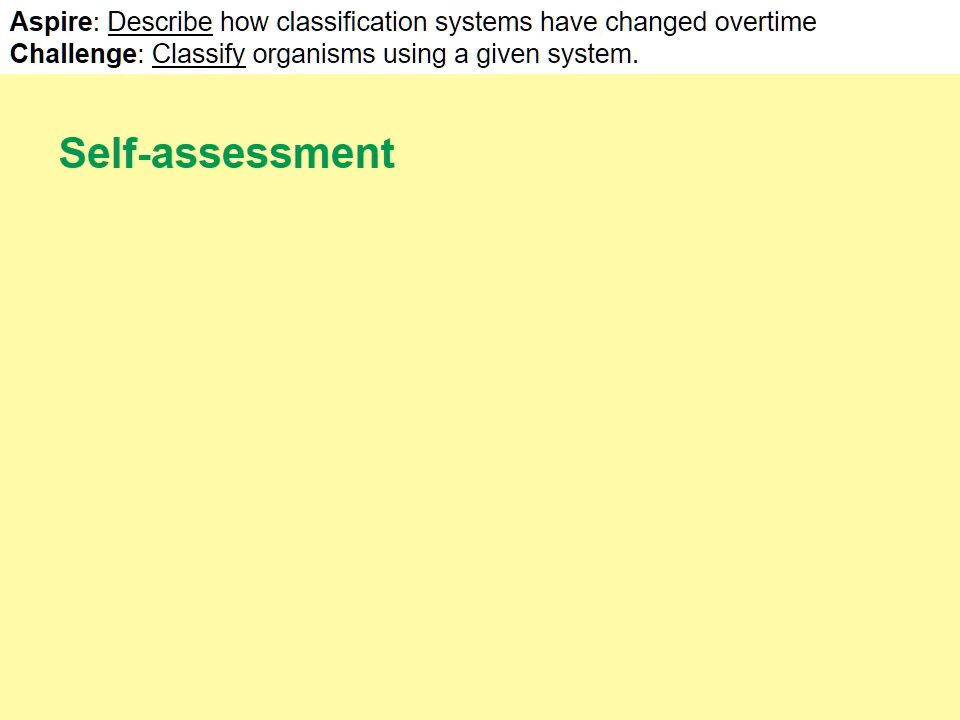 Aspire: Describe how classification systems have changed overtime
Challenge: Classify organisms using a given system.
Self-assessment